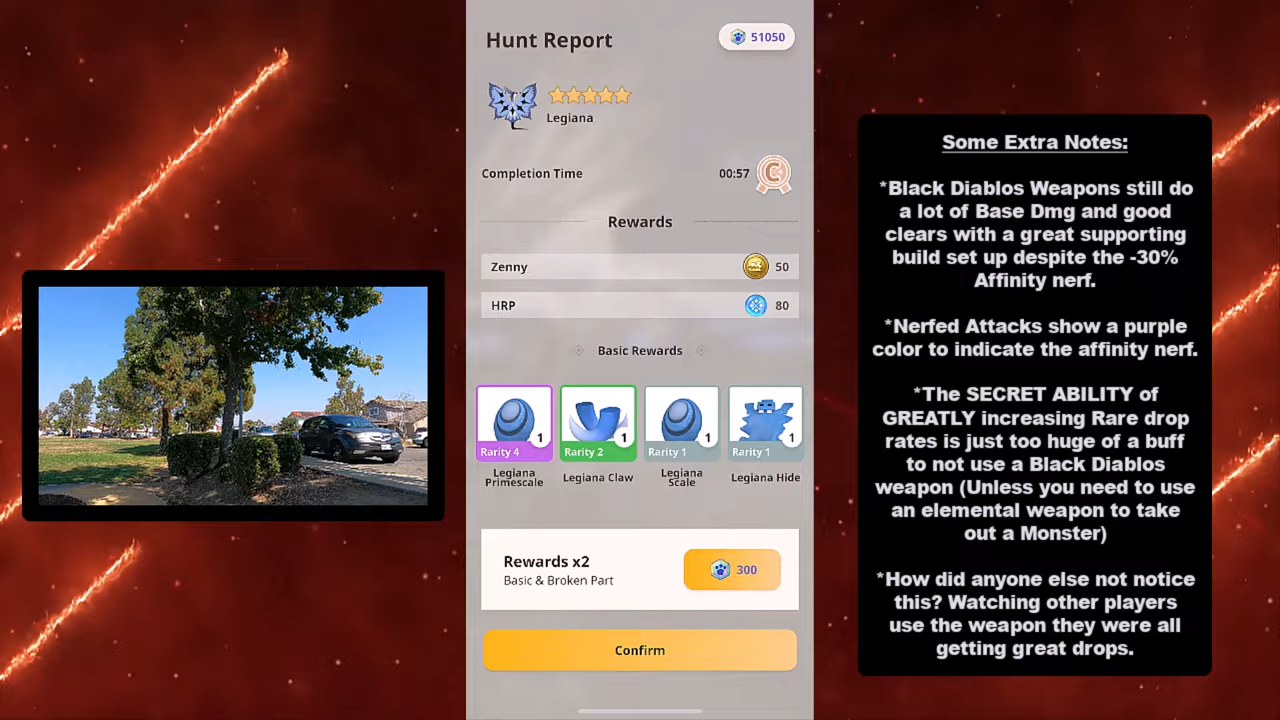 Hunt Report
51050
Legiana
Completion Time
00:57
C
Rewards
Zenny
50
HRP
80
Basic Rewards
1
Rarity 4
Legiana
Primescale
1
Rarity 2
Legiana Claw
1
Rarity 1
Legiana
Scale
1
Rarity 1
Legiana Hide
Rewards x2
Basic & Broken Part
300
Confirm
Some Extra Notes:
*Black Diablos Weapons still do
a lot of Base Dmg and good
clears with a great supporting
build set up despite the -30%
Affinity nerf.
*Nerfed Attacks show a purple
color to indicate the affinity nerf.
*The SECRET ABILITY of
GREATLY increasing Rare drop
rates is just too huge of a buff
to not use a Black Diablos
weapon (Unless you need to use
an elemental weapon to take
out a Monster)
*How did anyone else not notice
this? Watching other players
use the weapon they were all
getting great drops.